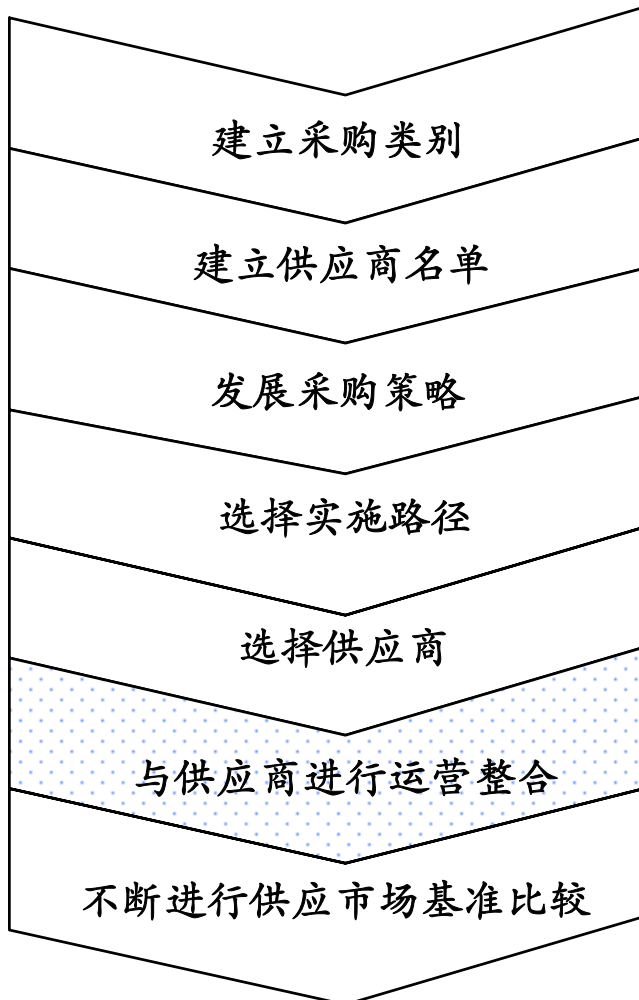 建立采购类别
建立供应商名单
发展采购策略
选择实施路径
选择供应商
与供应商进行运营整合
不断进行供应市场基准比较